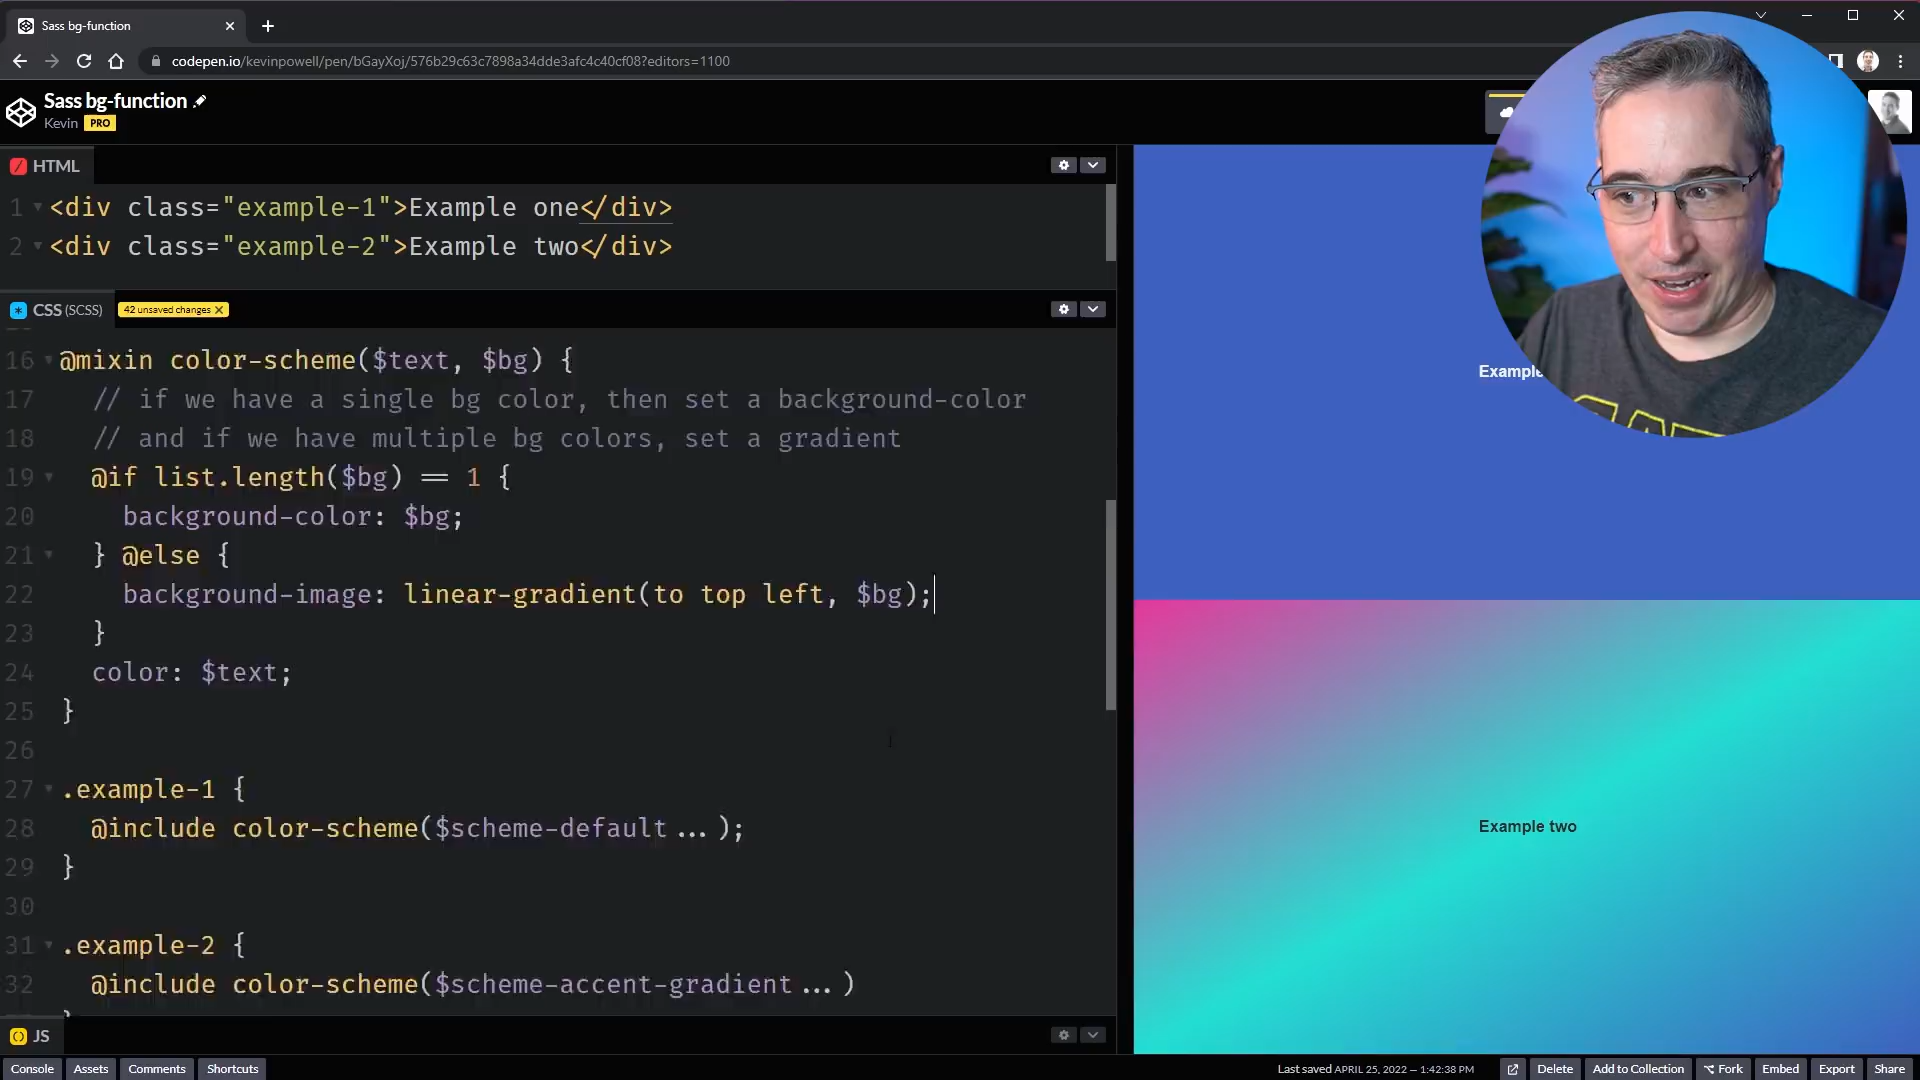 Sass bg-function
codepen.io/kevinpowell/pen/bGayXoj/576b29c63c7898a34dde3afc4c40cf08?editors=1100
Sass bg-function
Kevin PRO
HTML
1 <div class="example-1">Example one</div>
2 <div class="example-2">Example two</div>
CSS (SCSS) 42 unsaved changes
16 @mixin color-scheme($text, $bg) {
17 // if we have a single bg color, then set a background-color
18 // and if we have multiple bg colors, set a gradient
19 @if list.length($bg) == 1 {
20 background-color: $bg;
21 } @else {
22 background-image: linear-gradient(to top left, $bg);
23 }
24 color: $text;
25 }
26
27 .example-1 {
28 @include color-scheme($scheme-default...);
29 }
30
31 .example-2 {
32 @include color-scheme($scheme-accent-gradient...)
Example
Example two
JS
Console Assets Comments Shortcuts
Last saved APRIL 25, 2022 — 1:42:38 PM
Delete Add to Collection Fork Embed Export Share